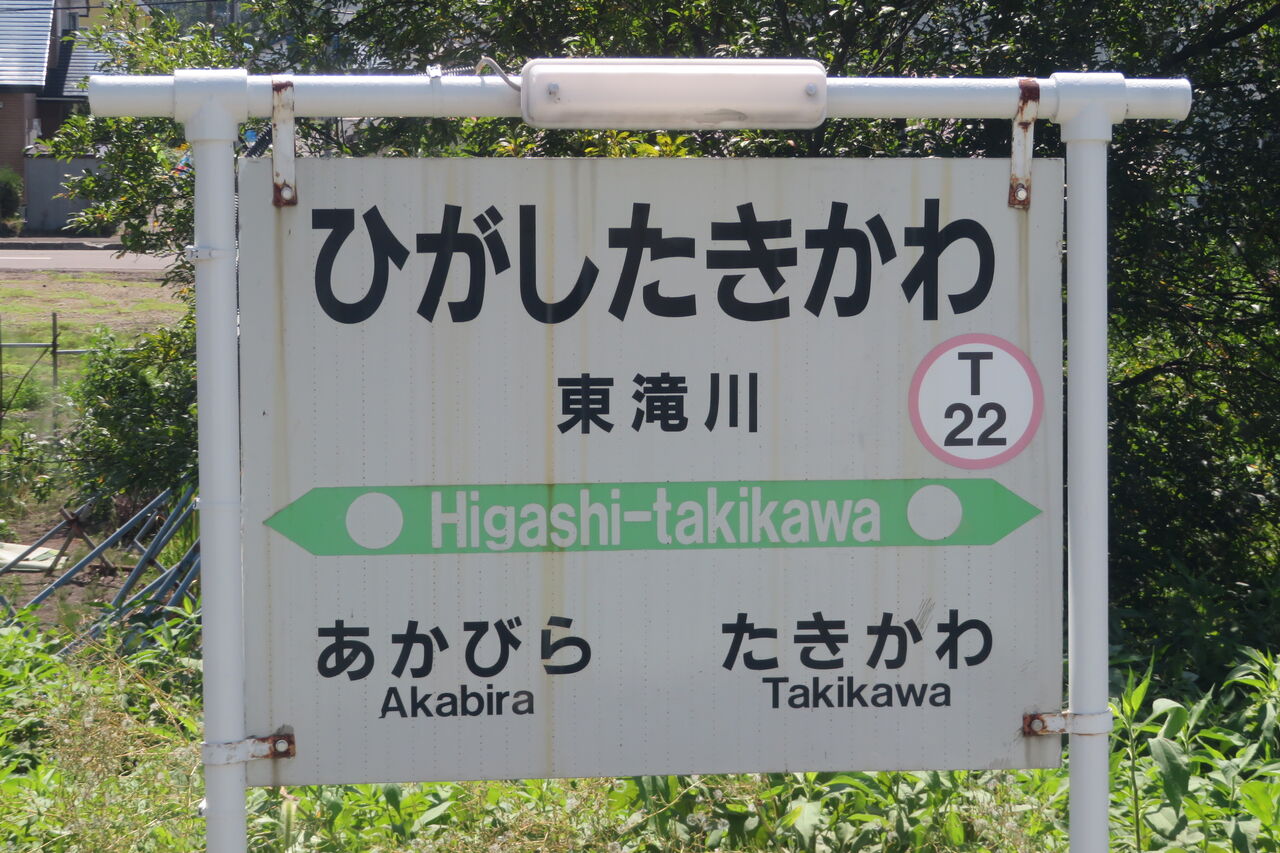 ひがしたきかわ
東滝川
T
22
Higashi-takikawa
あかびら
Akabira
たきかわ
Takikawa